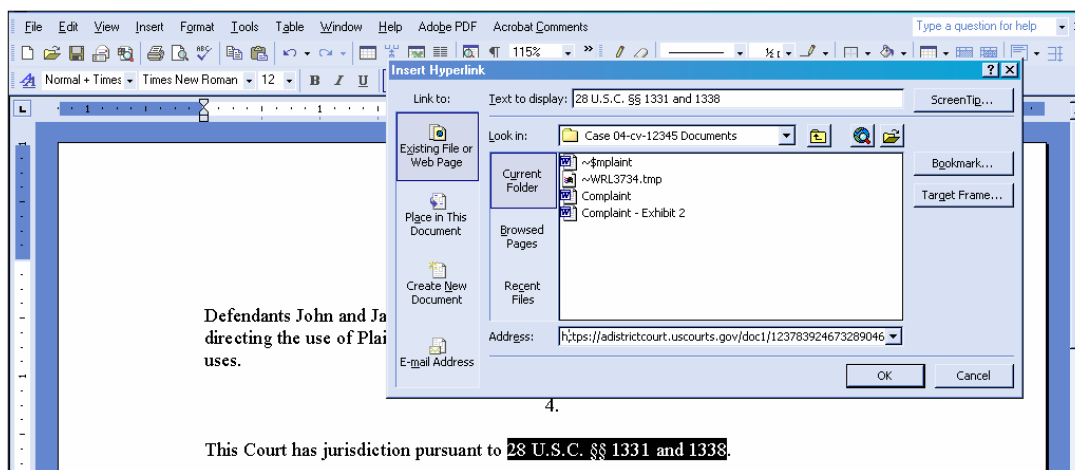 File Edit View Insert Format Tools Table Window Help Adobe PDF Acrobat Comments Type a question for help
115%
Normal + Times Times New Roman 12 B I U
Insert Hyperlink
Link to: Text to display: 28 U.S.C. §§ 1331 and 1338 ScreenTip...
Existing File or
Web Page
Look in: Case 04-cv-12345 Documents
Current
Folder
~$mplaint
~WRL3734.tmp
Complaint
Complaint - Exhibit 2
Bookmark...
Target Frame...
Place in This
Document
Browsed
Pages
Create New
Document
Recent
Files
E-mail Address
Address: https://adistrictcourt.uscourts.gov/doc1/123783924673289046
OK Cancel
Defendants John and Ja
directing the use of Plai
uses.
4.
This Court has jurisdiction pursuant to 28 U.S.C. §§ 1331 and 1338.